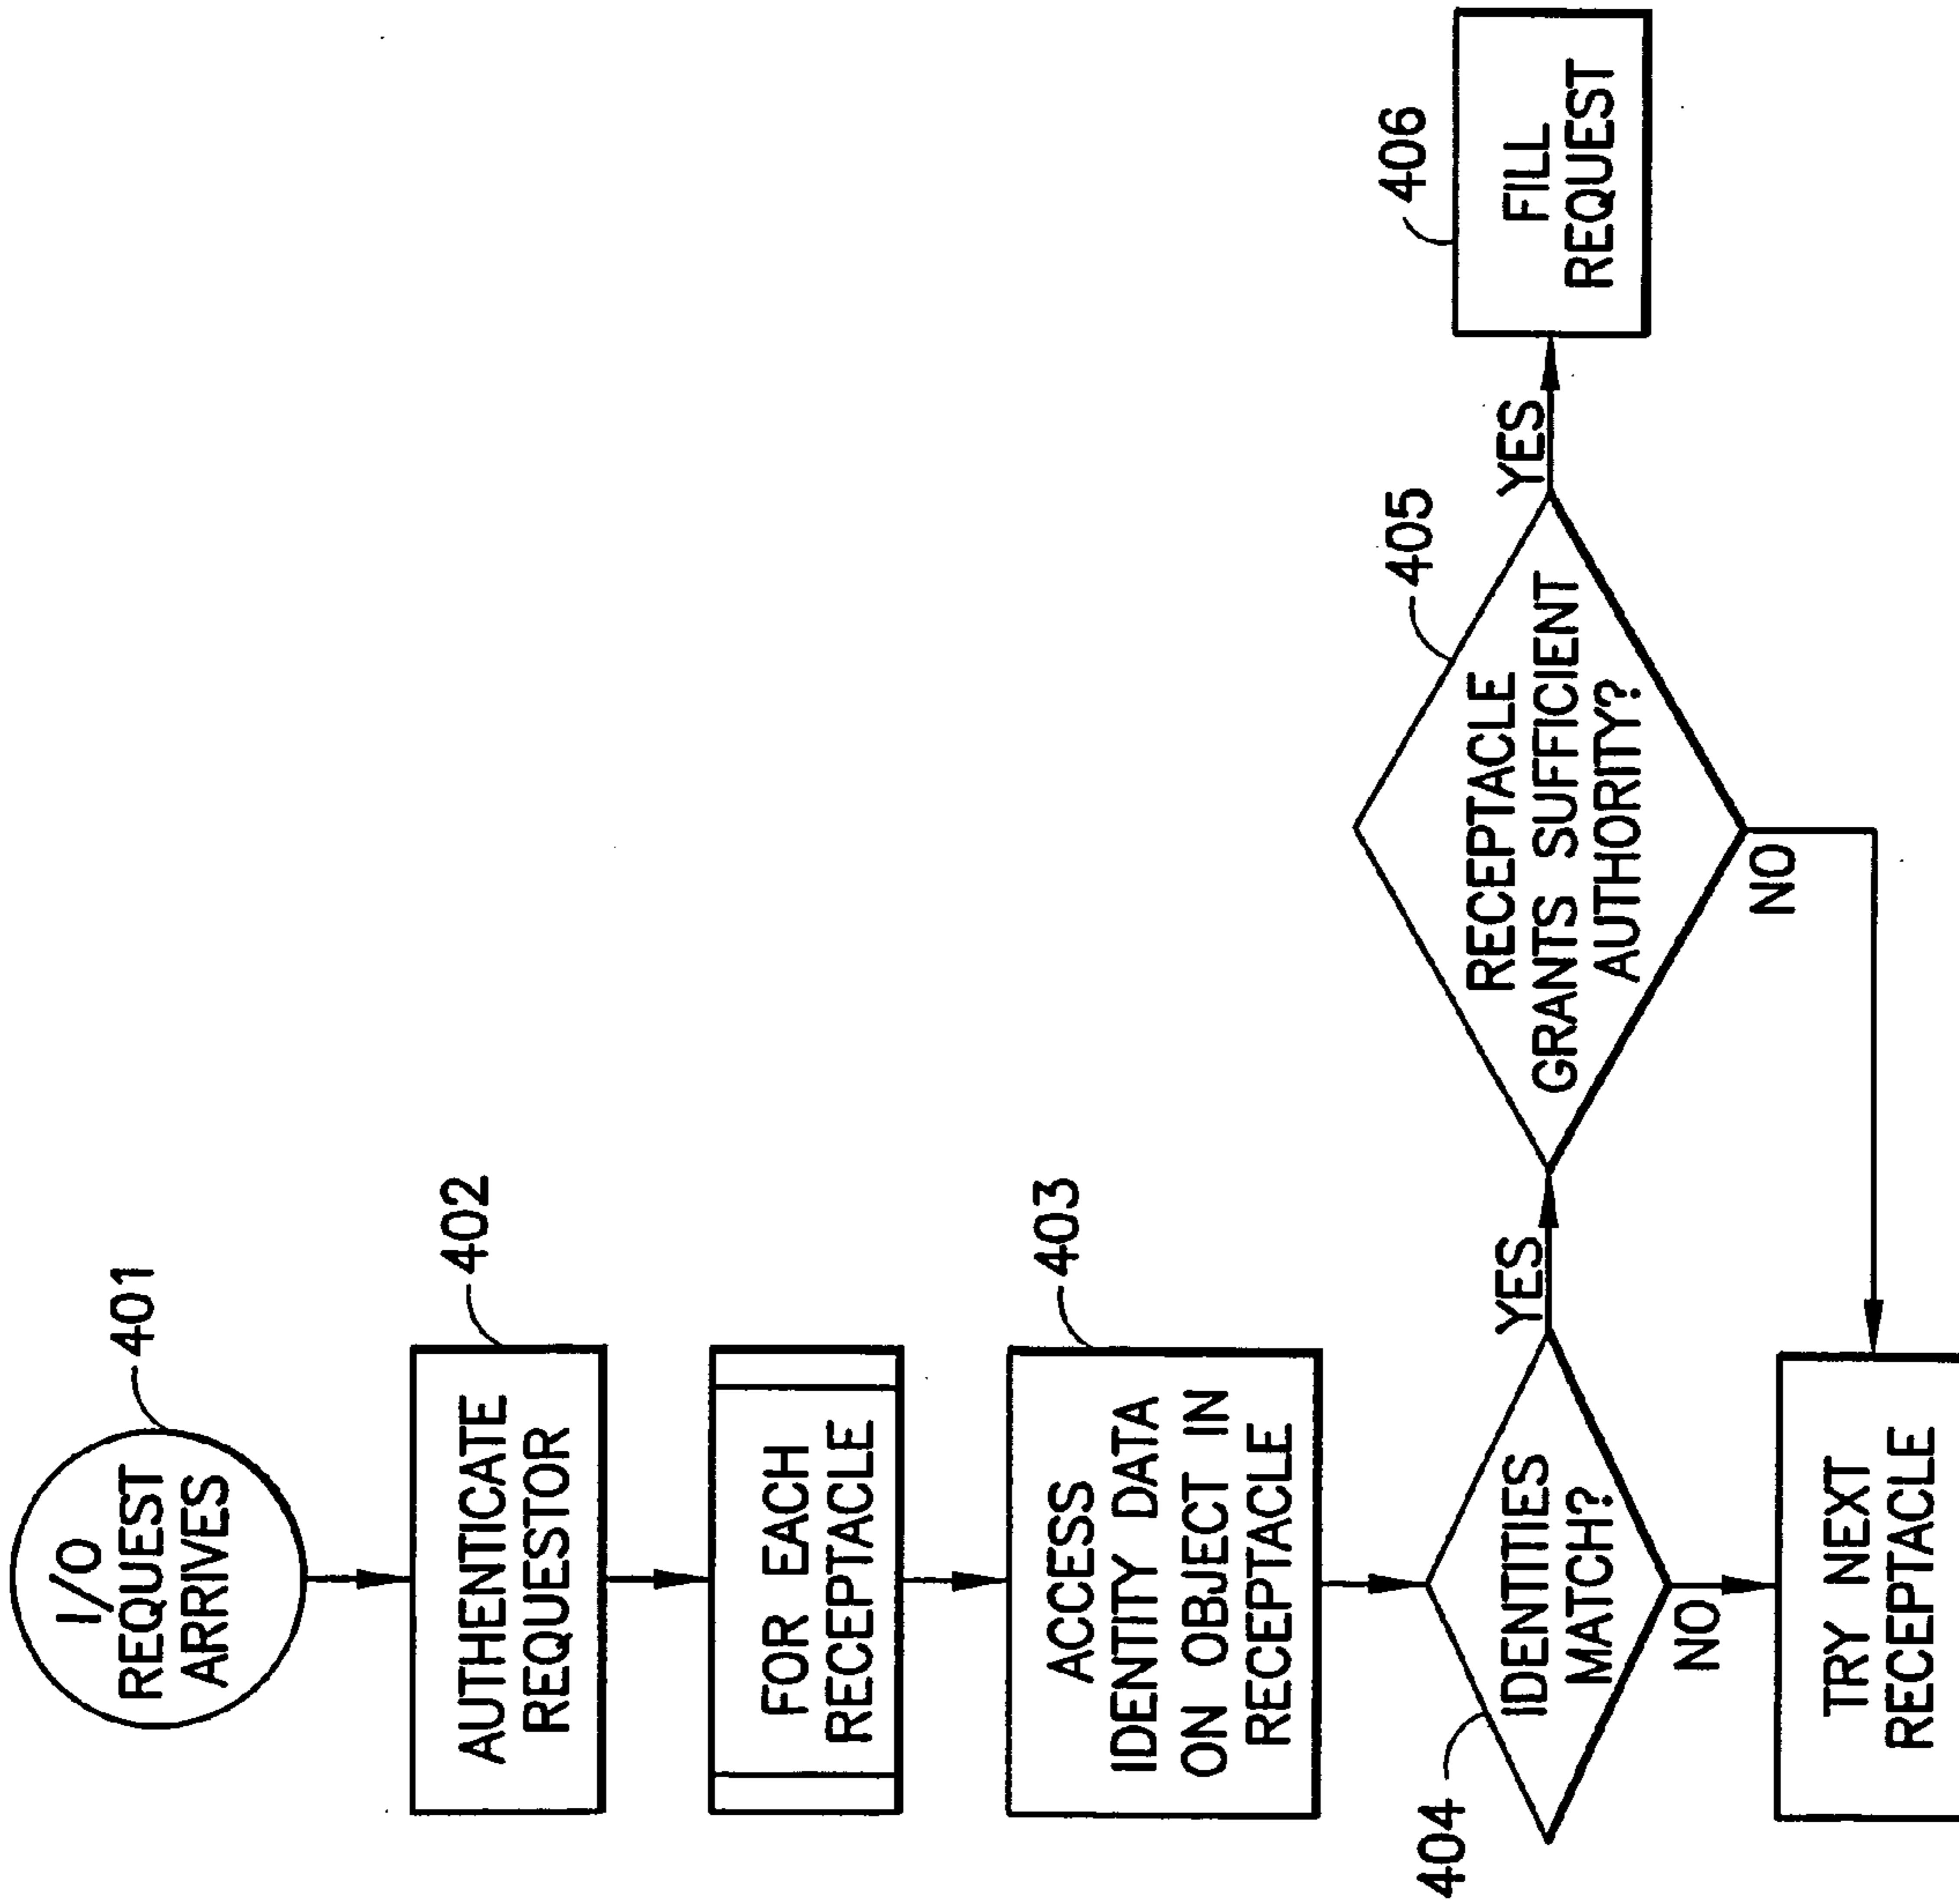 I/O
REQUEST
ARRIVES
401
AUTHENTICATE
REQUESTOR
402
FOR EACH
RECEPTACLE
ACCESS
IDENTITY DATA
ON OBJECT IN
RECEPTACLE
403
404
IDENTITIES
MATCH?
YES
NO
RECEPTACLE
GRANTS SUFFICIENT
AUTHORITY?
405
YES
NO
FILL
REQUEST
406
TRY NEXT
RECEPTACLE